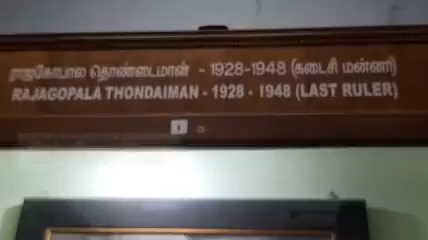 ராஜகோபால தொண்டைமான் - 1928-1948 (கடைசி மன்னர்)
RAJAGOPALA THONDAIMAN - 1928 - 1948 (LAST RULER)